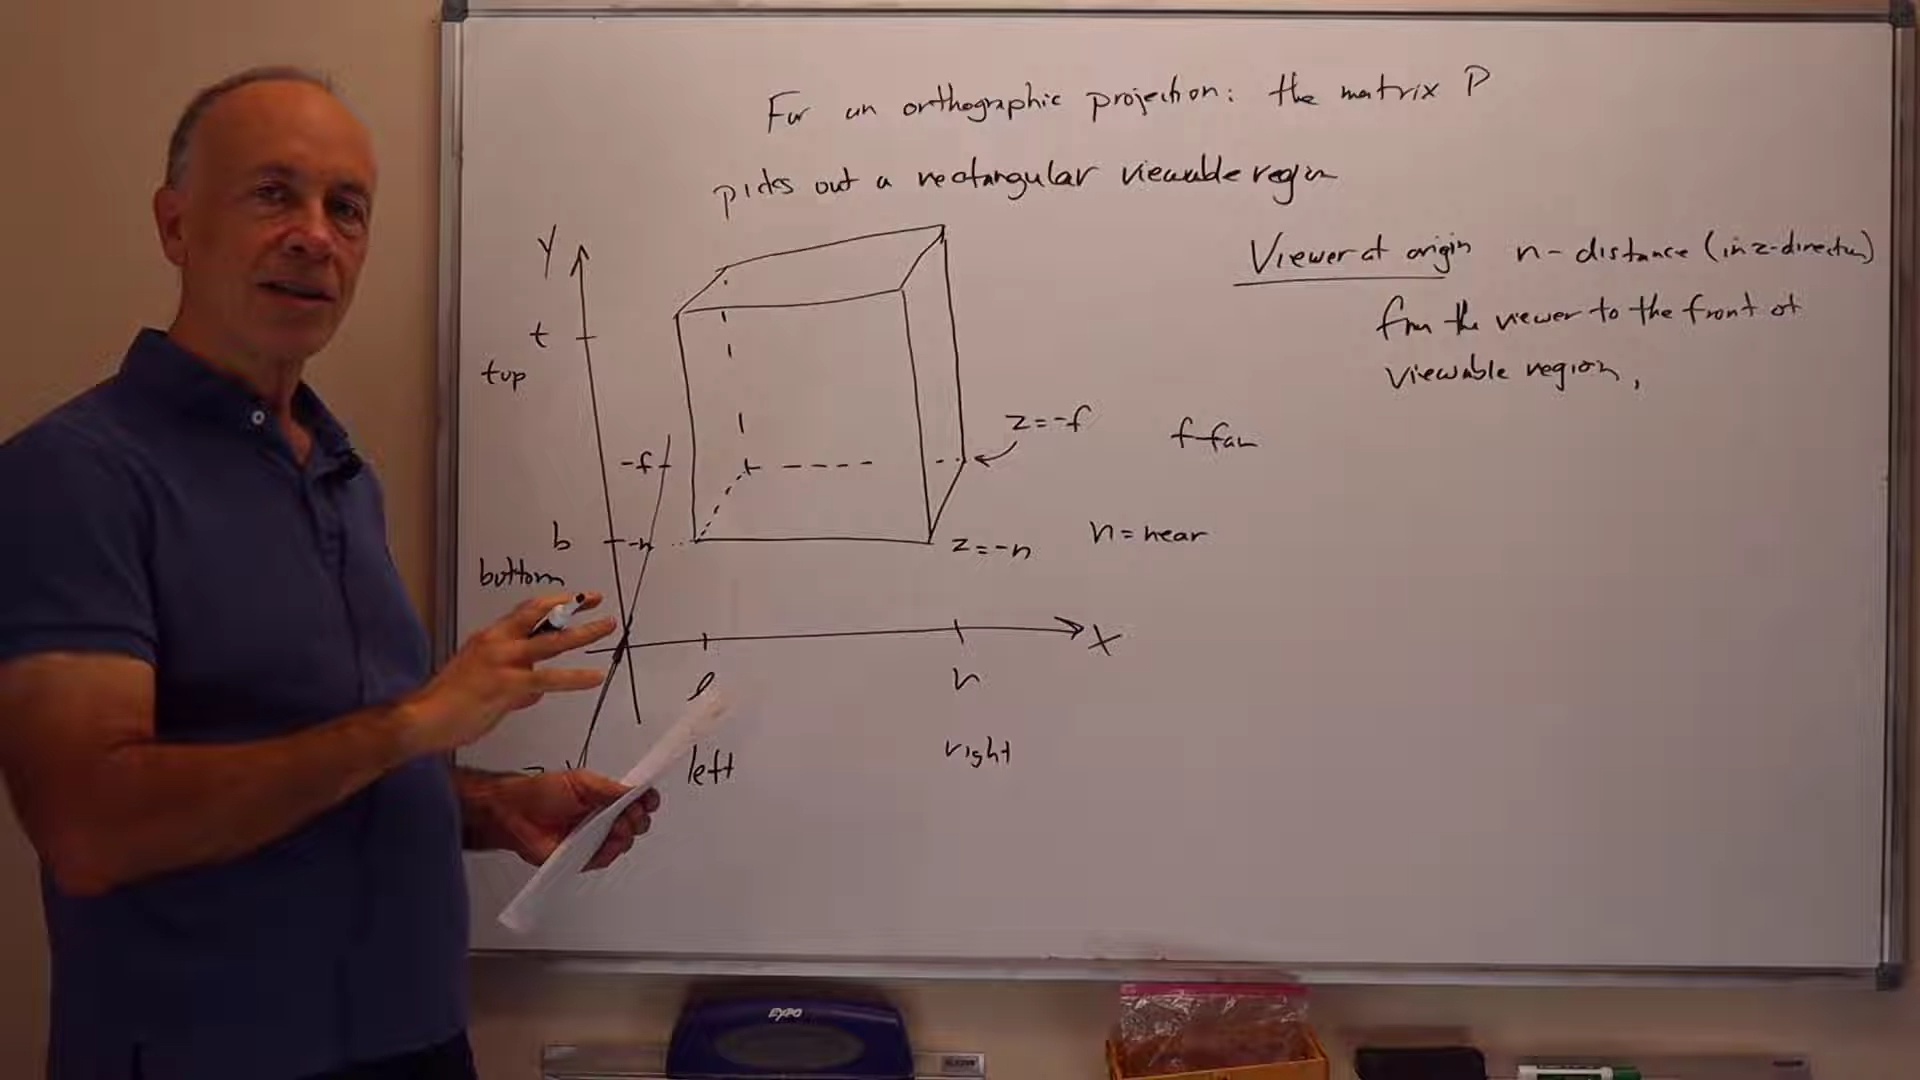 For an orthographic projection: the matrix P
picks out a rectangular viewable region
Y
Viewer at origin n - distance (in z-direction)
from the viewer to the front of
viewable region,
t
top
z=-f
f-far
-f
b
-n
z=-n
n=near
bottom
X
l
r
left
right
EXPO